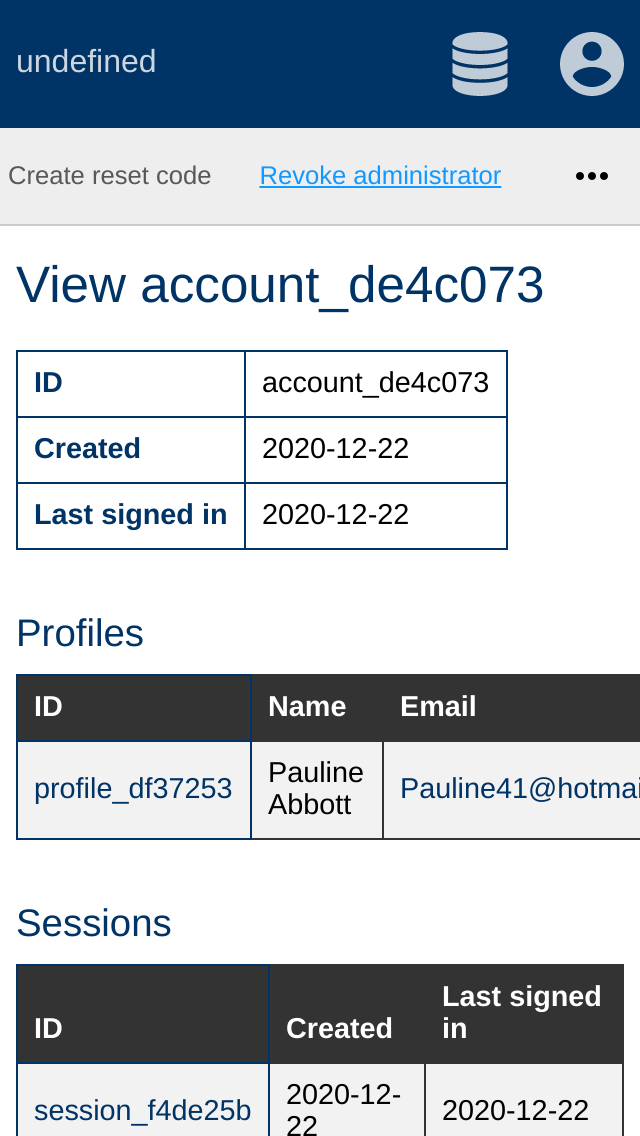 undefined
Create reset code Revoke administrator •••
View account_de4c073
ID account_de4c073
Created 2020-12-22
Last signed in 2020-12-22
Profiles
ID Name Email
profile_df37253 Pauline Abbott Pauline41@hotmai
Sessions
ID Created Last signed in
session_f4de25b 2020-12-22 2020-12-22